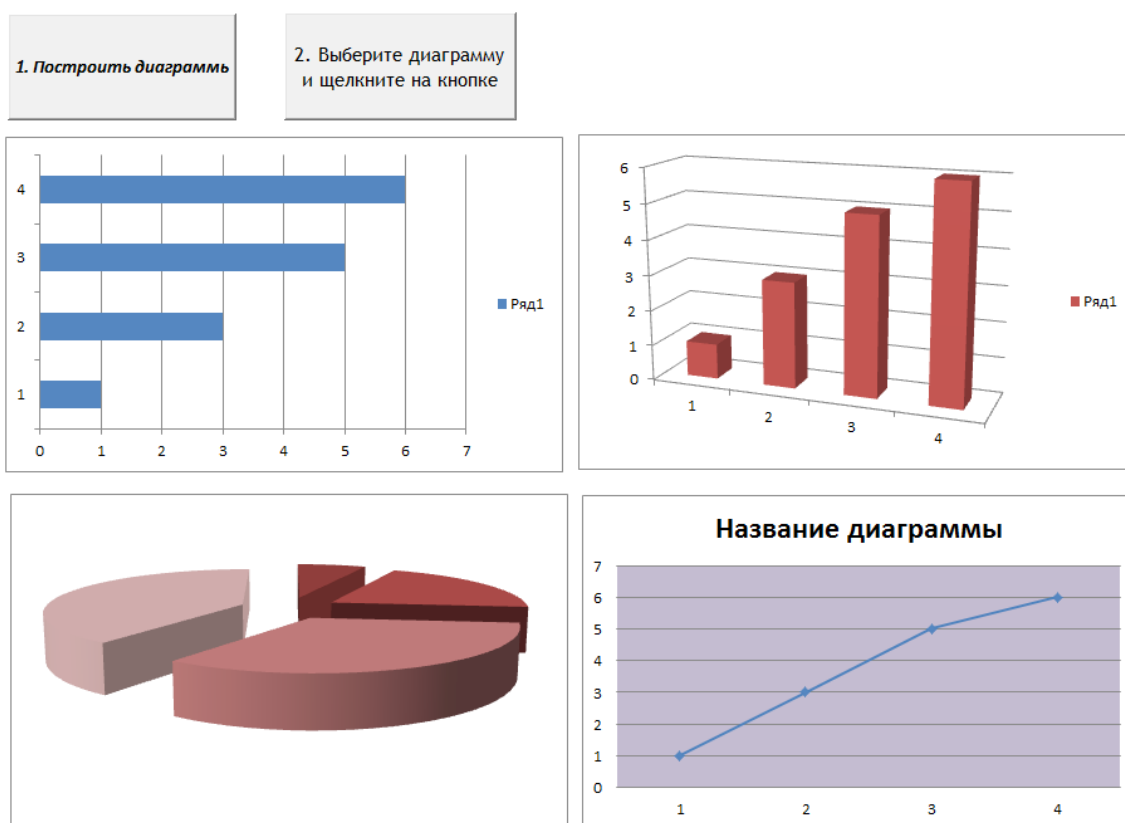 1. Построить диаграммь
2. Выберите диаграмму
и щелкните на кнопке
4
3
2
1
0 1 2 3 4 5 6 7
Ряд1
6
5
4
3
2
1
0
1 2 3 4
Ряд1
Название диаграммы
7
6
5
4
3
2
1
0
1 2 3 4